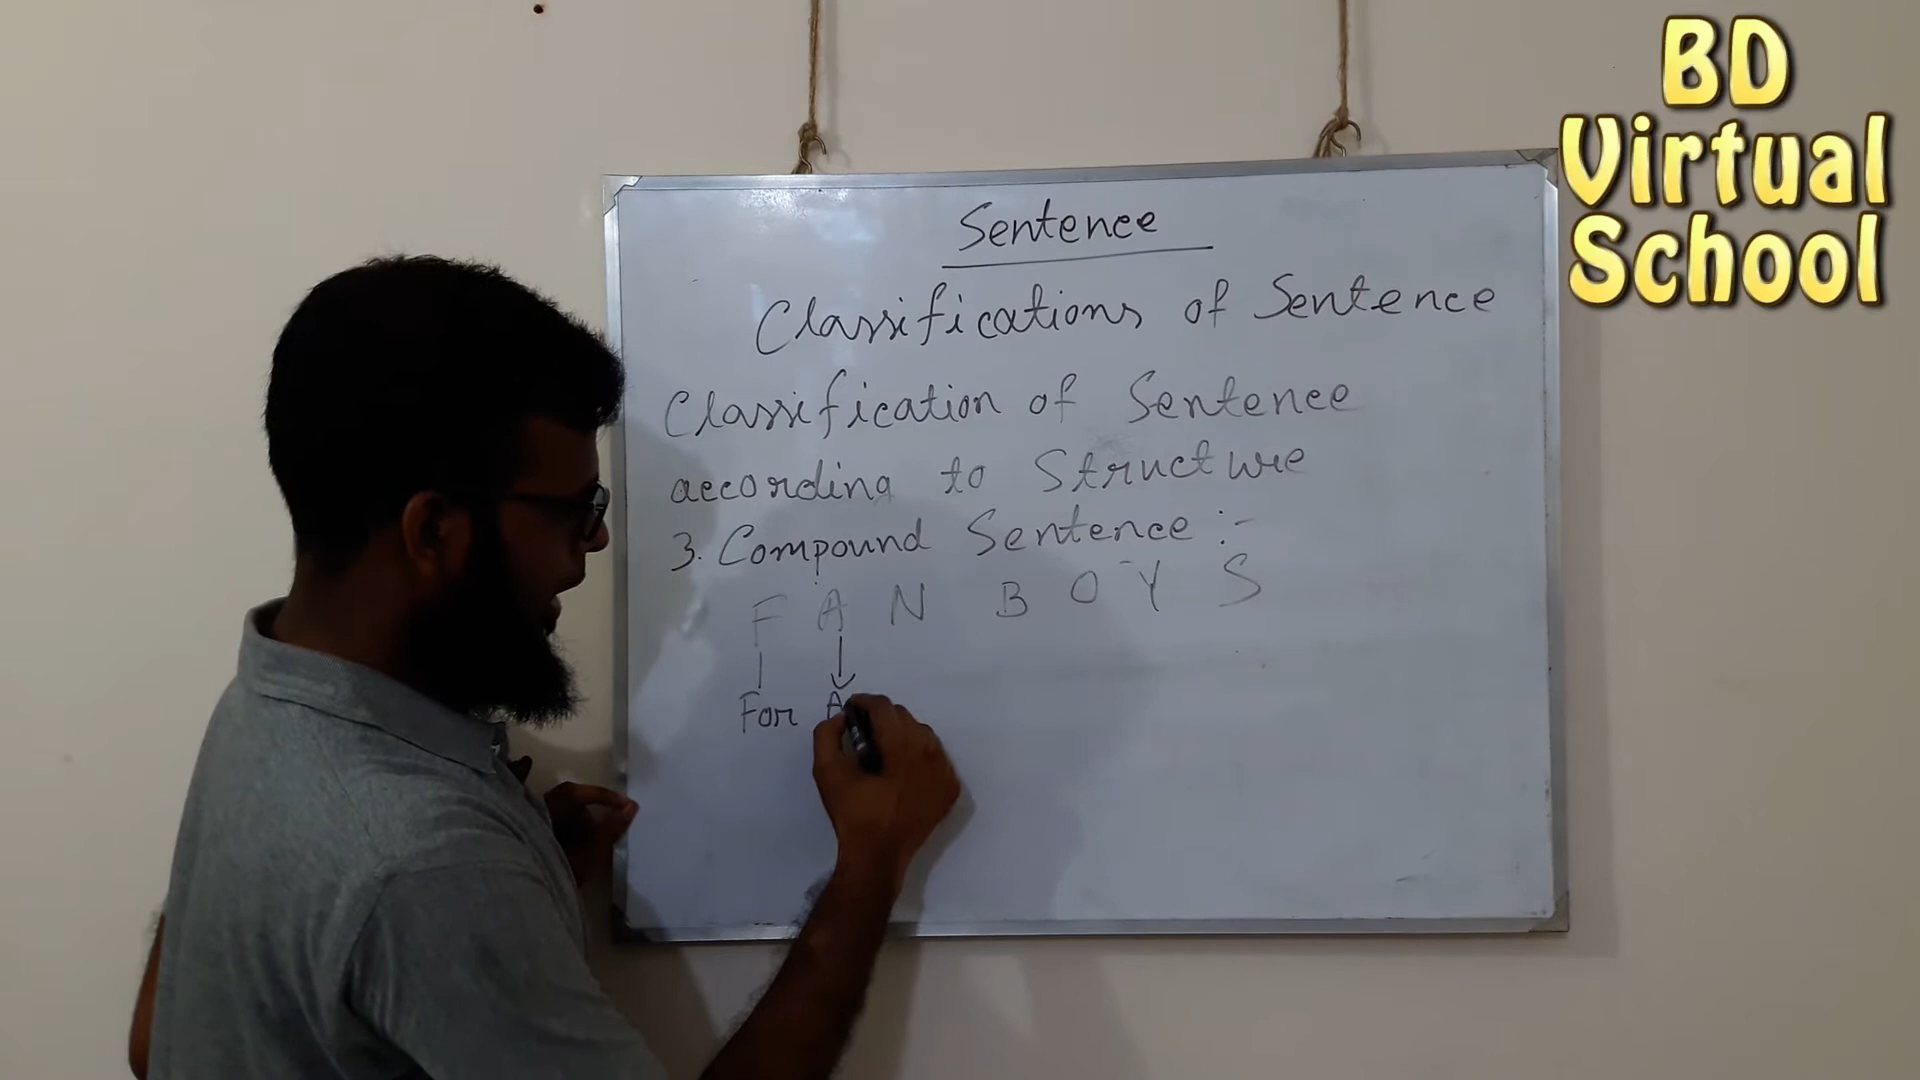 BD
Virtual
School
Sentence
Classifications of Sentence
Classification of Sentence
according to Structure
3. Compound Sentence :-
F A N B O Y S
For A